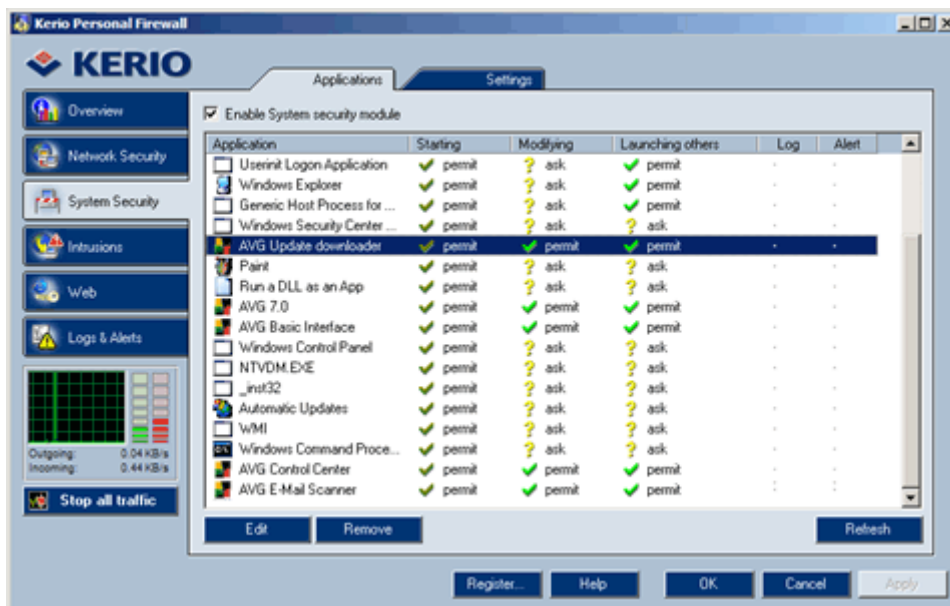 Kerio Personal Firewall
KERIO
Applications Settings
Overview
Network Security
System Security
Intrusions
Web
Logs & Alerts
Outgoing: 0.04 KB/s
Incoming: 0.44 KB/s
Stop all traffic
Enable System security module
Application Starting Modifying Launching others Log Alert
Userinit Logon Application permit ? ask permit
Windows Explorer permit ? ask permit
Generic Host Process for ... permit ? ask permit
Windows Security Center ... permit ? ask ? ask
AVG Update downloader permit permit permit
Paint permit ? ask ? ask
Run a DLL as an App permit ? ask ? ask
AVG 7.0 permit permit permit
AVG Basic Interface permit permit permit
Windows Control Panel permit ? ask ? ask
NTVDM.EXE permit ? ask ? ask
_inst32 permit ? ask ? ask
Automatic Updates permit ? ask ? ask
WMI permit ? ask ? ask
Windows Command Proce... permit ? ask ? ask
AVG Control Center permit permit permit
AVG E-Mail Scanner permit permit permit
Edit Remove Refresh
Register... Help OK Cancel Apply